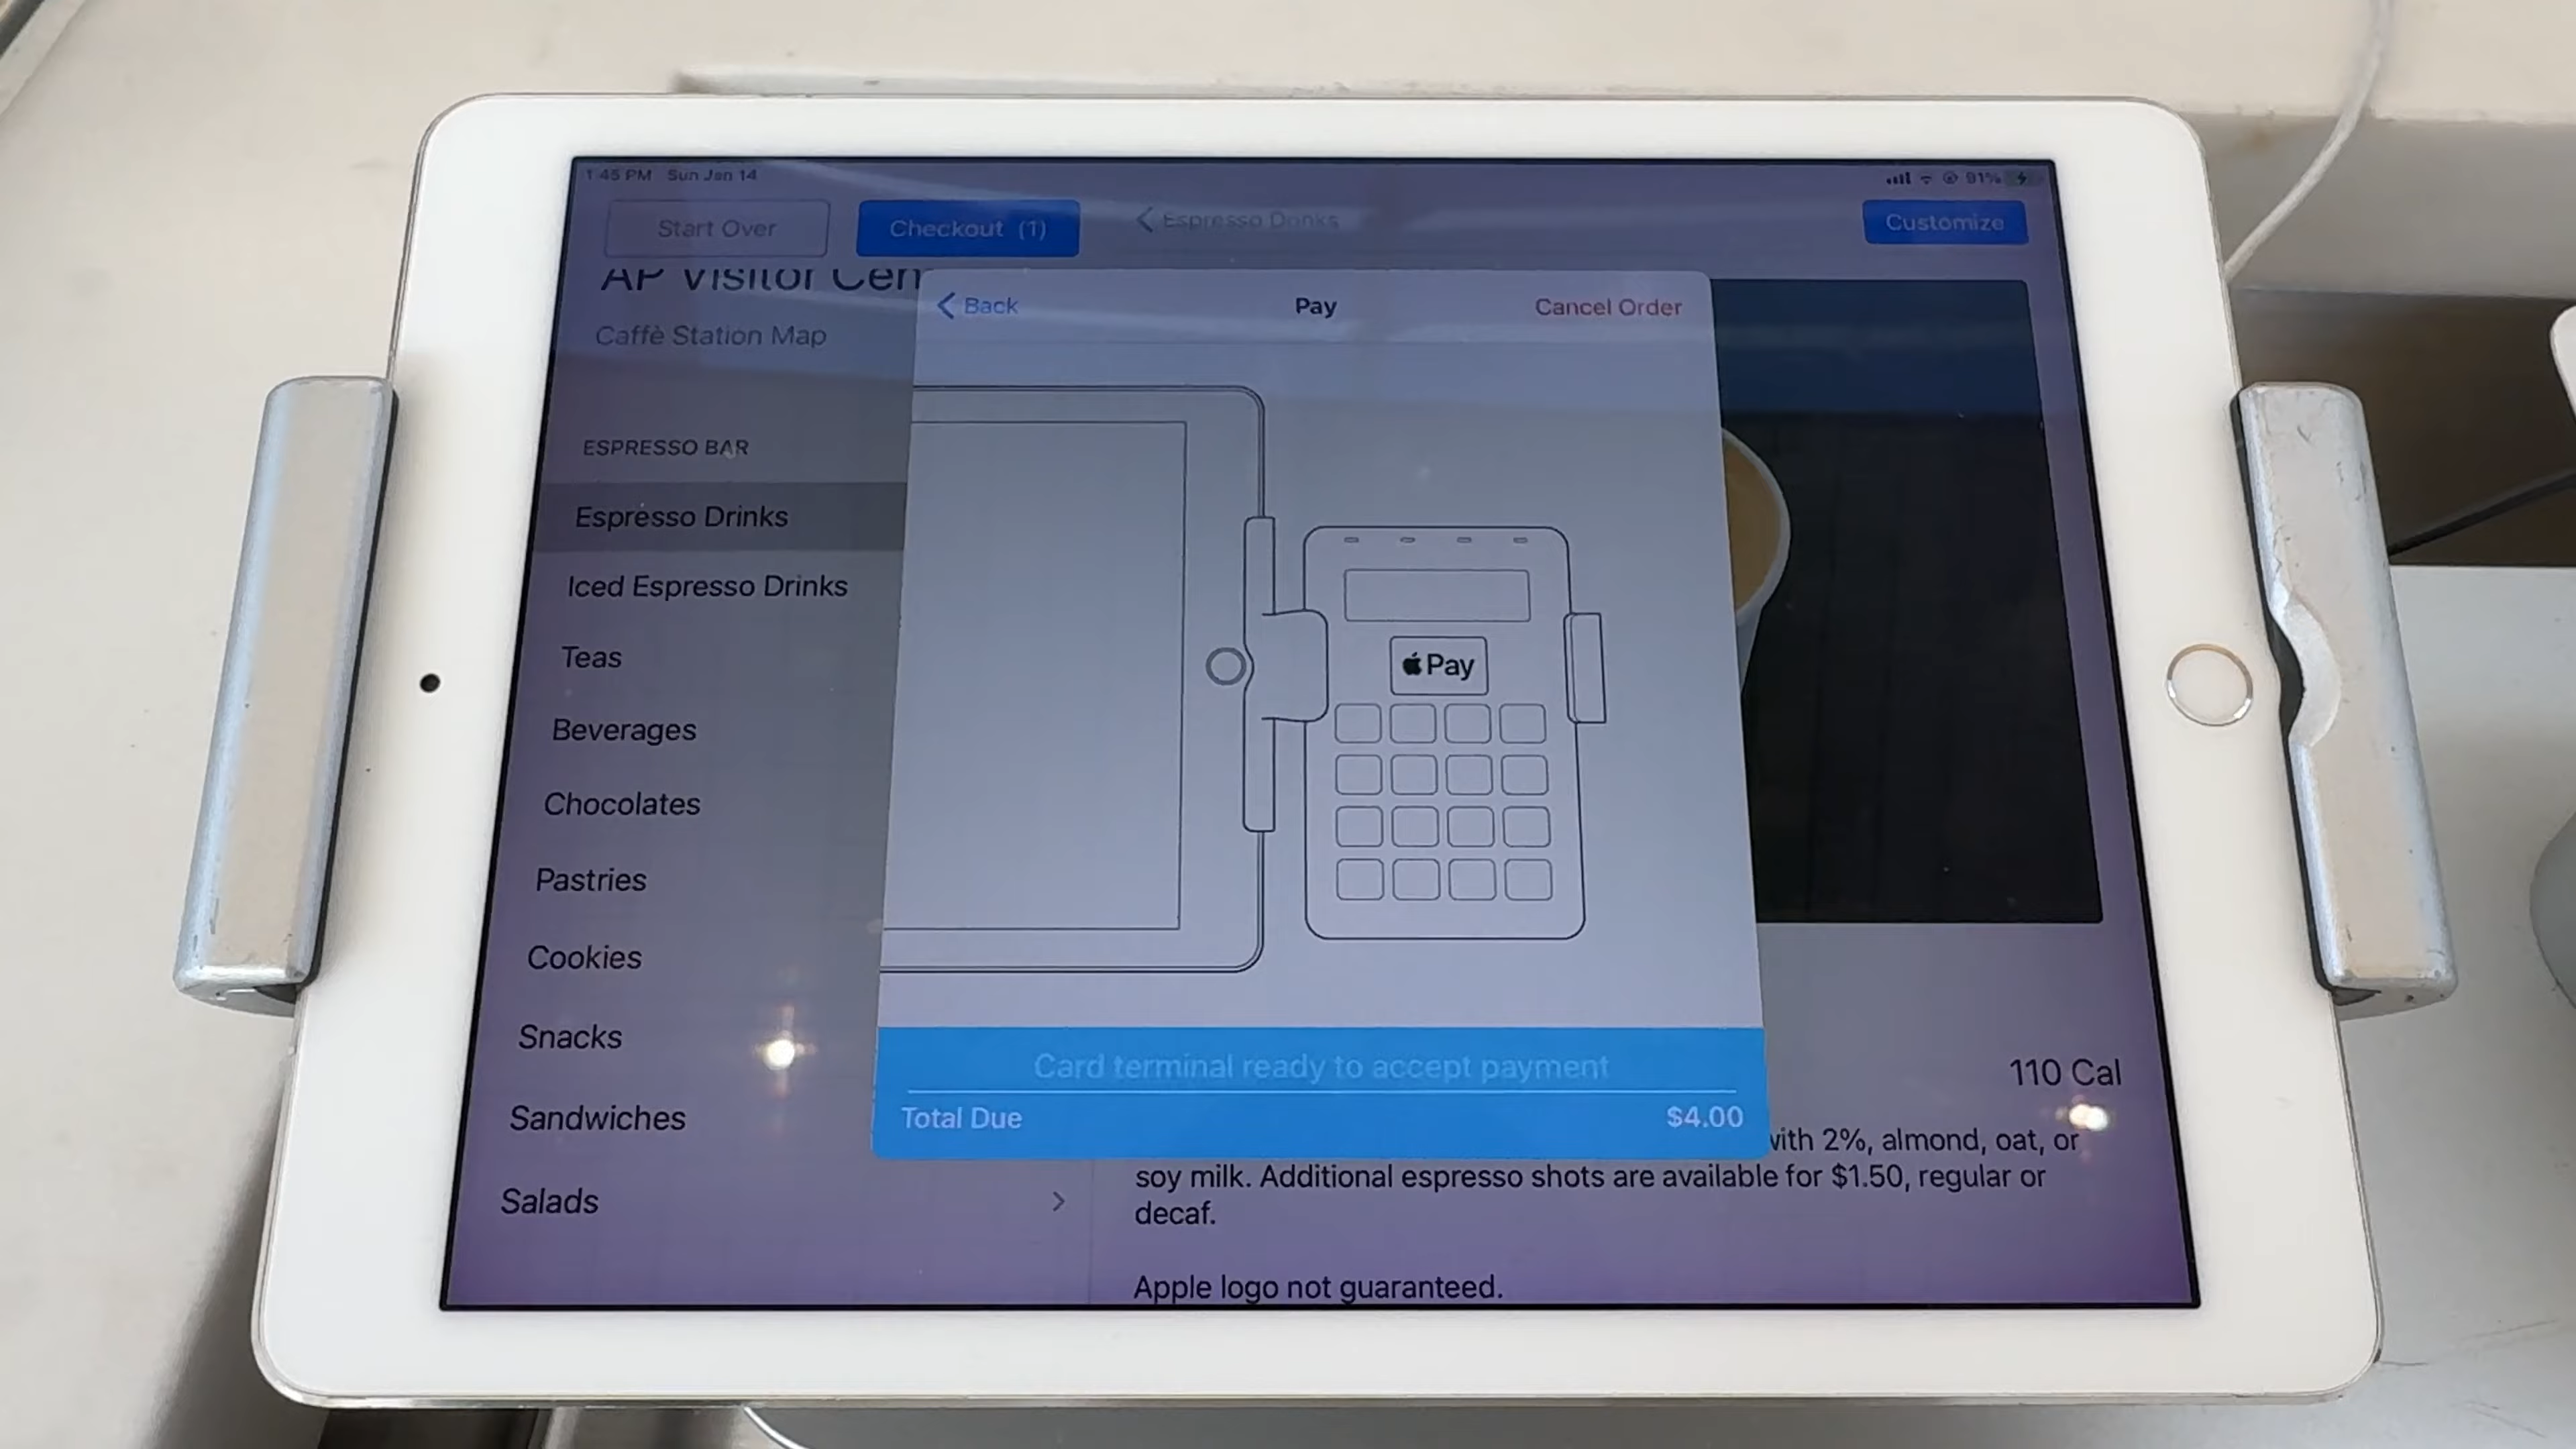 1:45 PM Sun Jan 14
91%
Start Over
Checkout (1)
Espresso Drinks
Customize
AP Visitor Cen
Caffè Station Map
ESPRESSO BAR
Espresso Drinks
Iced Espresso Drinks
Teas
Beverages
Chocolates
Pastries
Cookies
Snacks
Sandwiches
Salads
Back
Pay
Cancel Order
Pay
Card terminal ready to accept payment
Total Due $4.00
110 Cal
with 2%, almond, oat, or
soy milk. Additional espresso shots are available for $1.50, regular or
decaf.
Apple logo not guaranteed.